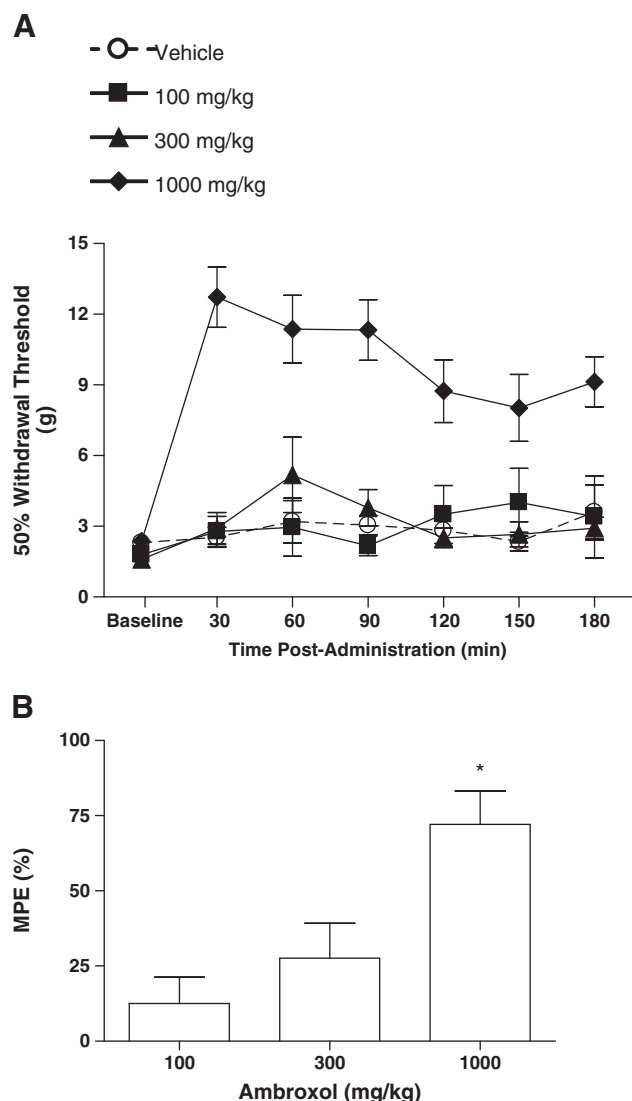 A
Vehicle
100 mg/kg
300 mg/kg
1000 mg/kg
15
12
9
6
3
0
50% Withdrawal Threshold
(g)
Baseline 30 60 90 120 150 180
Time Post-Administration (min)
B
100
75
50
25
0
MPE (%)
*
100 300 1000
Ambroxol (mg/kg)